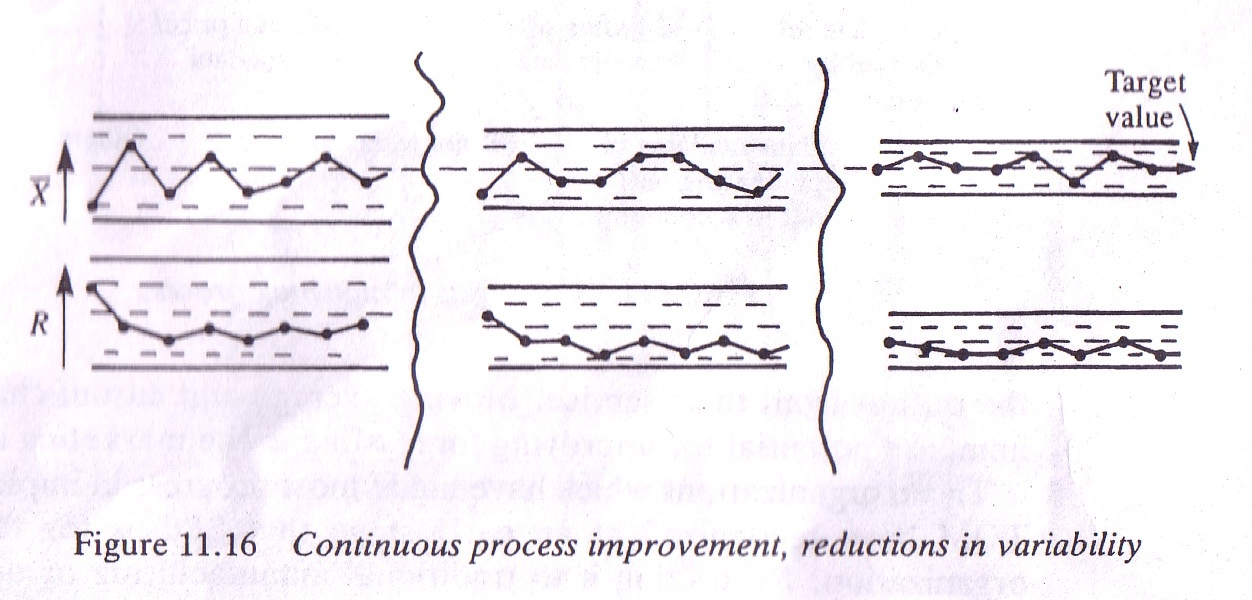 Target
value
X̅
R
Figure 11.16 Continuous process improvement, reductions in variability